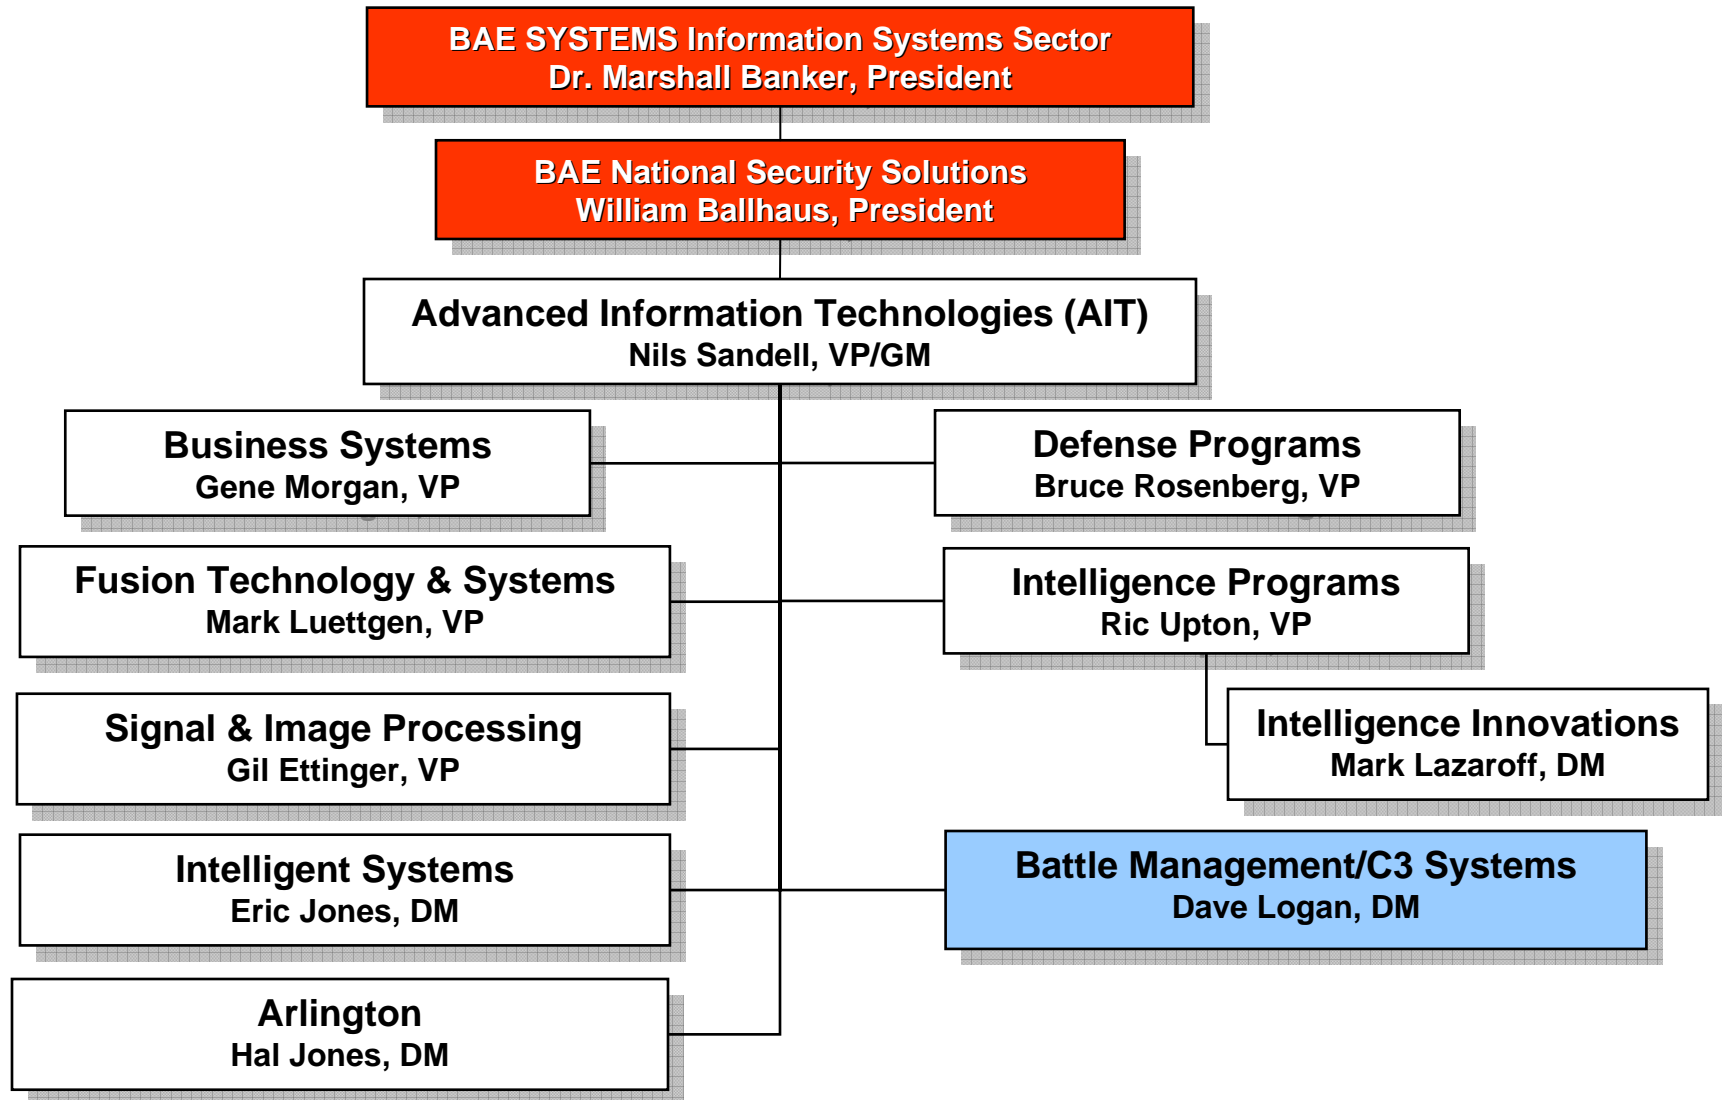 BAE SYSTEMS Information Systems Sector
Dr. Marshall Banker, President
BAE National Security Solutions
William Ballhaus, President
Advanced Information Technologies (AIT)
Nils Sandell, VP/GM
Business Systems
Gene Morgan, VP
Defense Programs
Bruce Rosenberg, VP
Fusion Technology & Systems
Mark Luettgen, VP
Intelligence Programs
Ric Upton, VP
Signal & Image Processing
Gil Ettinger, VP
Intelligence Innovations
Mark Lazaroff, DM
Intelligent Systems
Eric Jones, DM
Battle Management/C3 Systems
Dave Logan, DM
Arlington
Hal Jones, DM